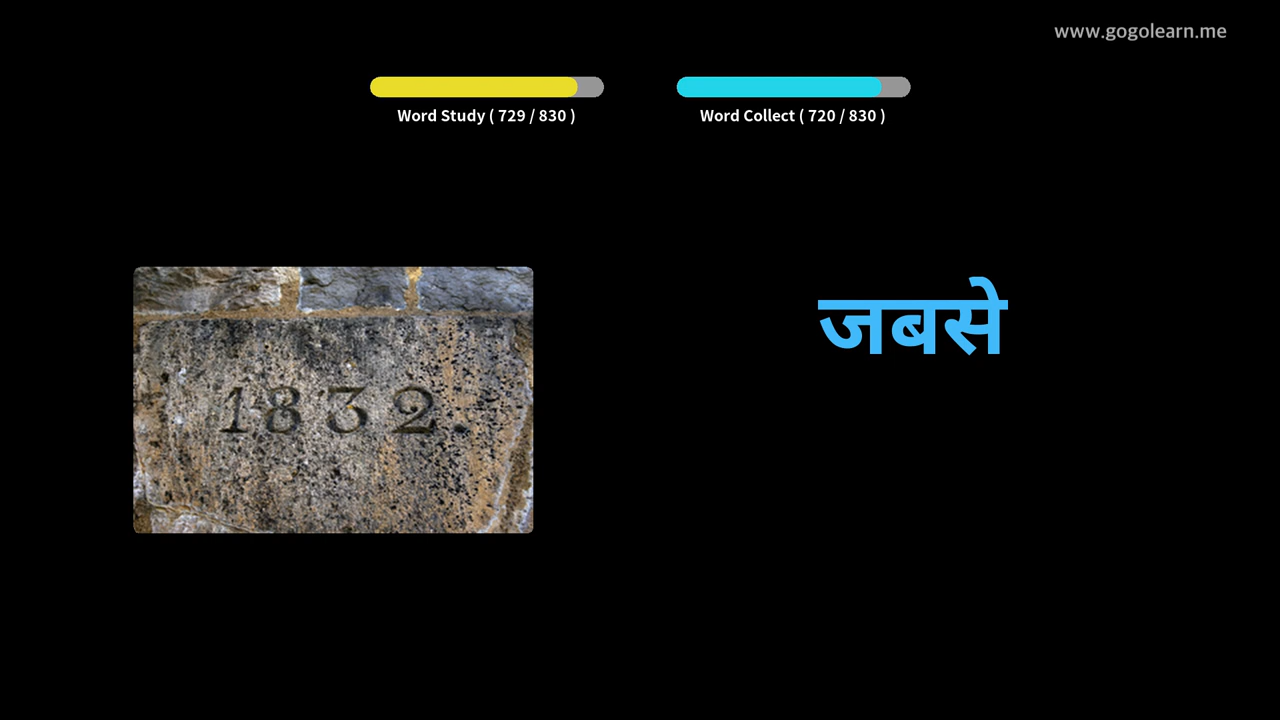 www.gogolearn.me
Word Study ( 729 / 830 )
Word Collect ( 720 / 830 )
1832.
जबसे